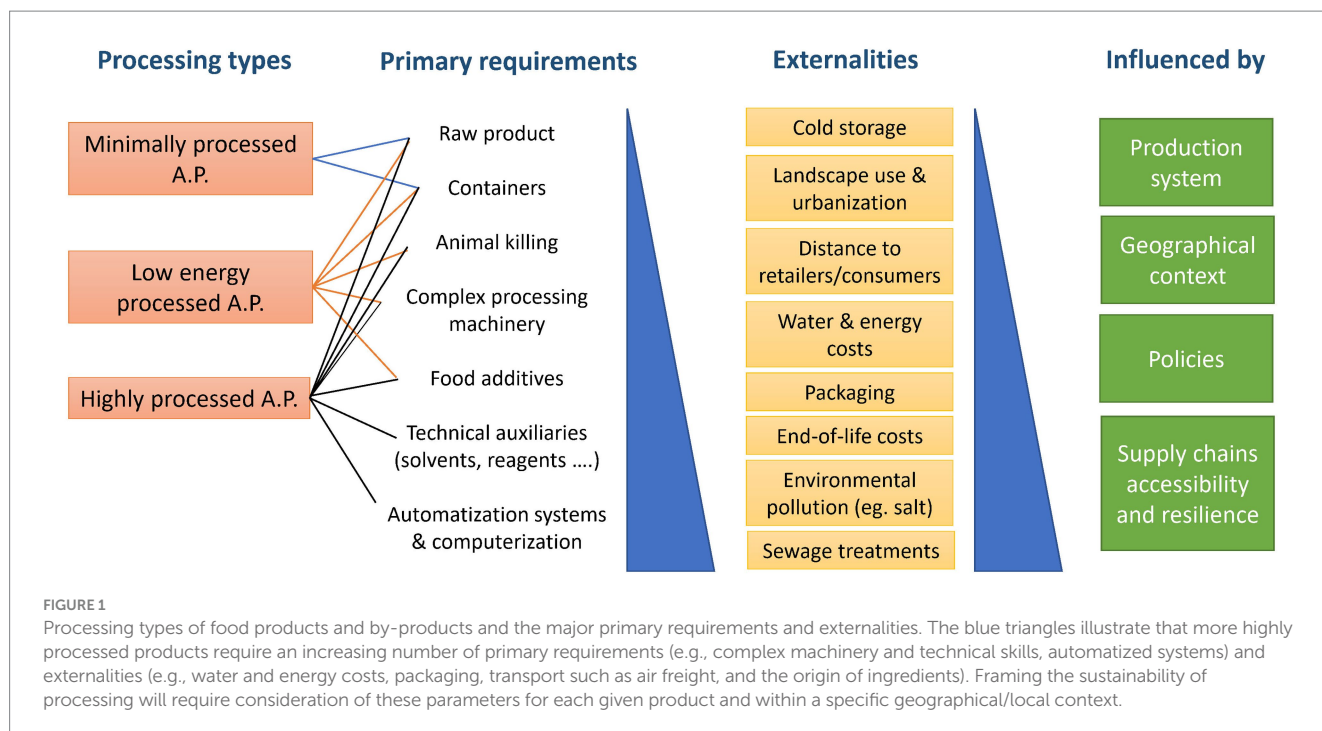 Processing types
Primary requirements
Externalities
Influenced by
Minimally processed
A.P.
Low energy
processed A.P.
Highly processed A.P.
Raw product
Containers
Animal killing
Complex processing
machinery
Food additives
Technical auxiliaries
(solvents, reagents ....)
Automatization systems
& computerization
Cold storage
Landscape use &
urbanization
Distance to
retailers/consumers
Water & energy
costs
Packaging
End-of-life costs
Environmental
pollution (eg. salt)
Sewage treatments
Production
system
Geographical
context
Policies
Supply chains
accessibility
and resilience
FIGURE 1
Processing types of food products and by-products and the major primary requirements and externalities. The blue triangles illustrate that more highly
processed products require an increasing number of primary requirements (e.g., complex machinery and technical skills, automatized systems) and
externalities (e.g., water and energy costs, packaging, transport such as air freight, and the origin of ingredients). Framing the sustainability of
processing will require consideration of these parameters for each given product and within a specific geographical/local context.